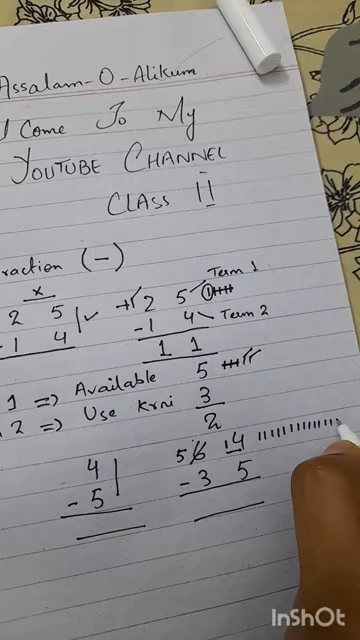 Assalam-O-Alikum
Come To My
YOUTUBE CHANNEL
CLASS II
raction (-)
x
2 5
- 1 4
2 5 Term 1
- 1 4 Term 2
1 1
1 => Available 5
2 => Use krni 3
2
4
- 5
5 6 14
- 3 5
InShOt